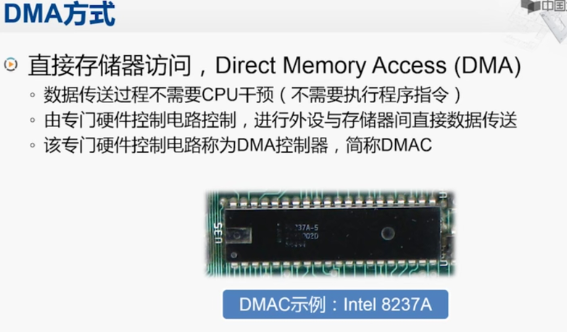 DMA方式
中国
直接存储器访问，Direct Memory Access (DMA)
数据传送过程不需要CPU干预（不需要执行程序指令）
由专门硬件控制电路控制，进行外设与存储器间直接数据传送
该专门硬件控制电路称为DMA控制器，简称DMAC
237A-5
U35
DMAC示例：Intel 8237A